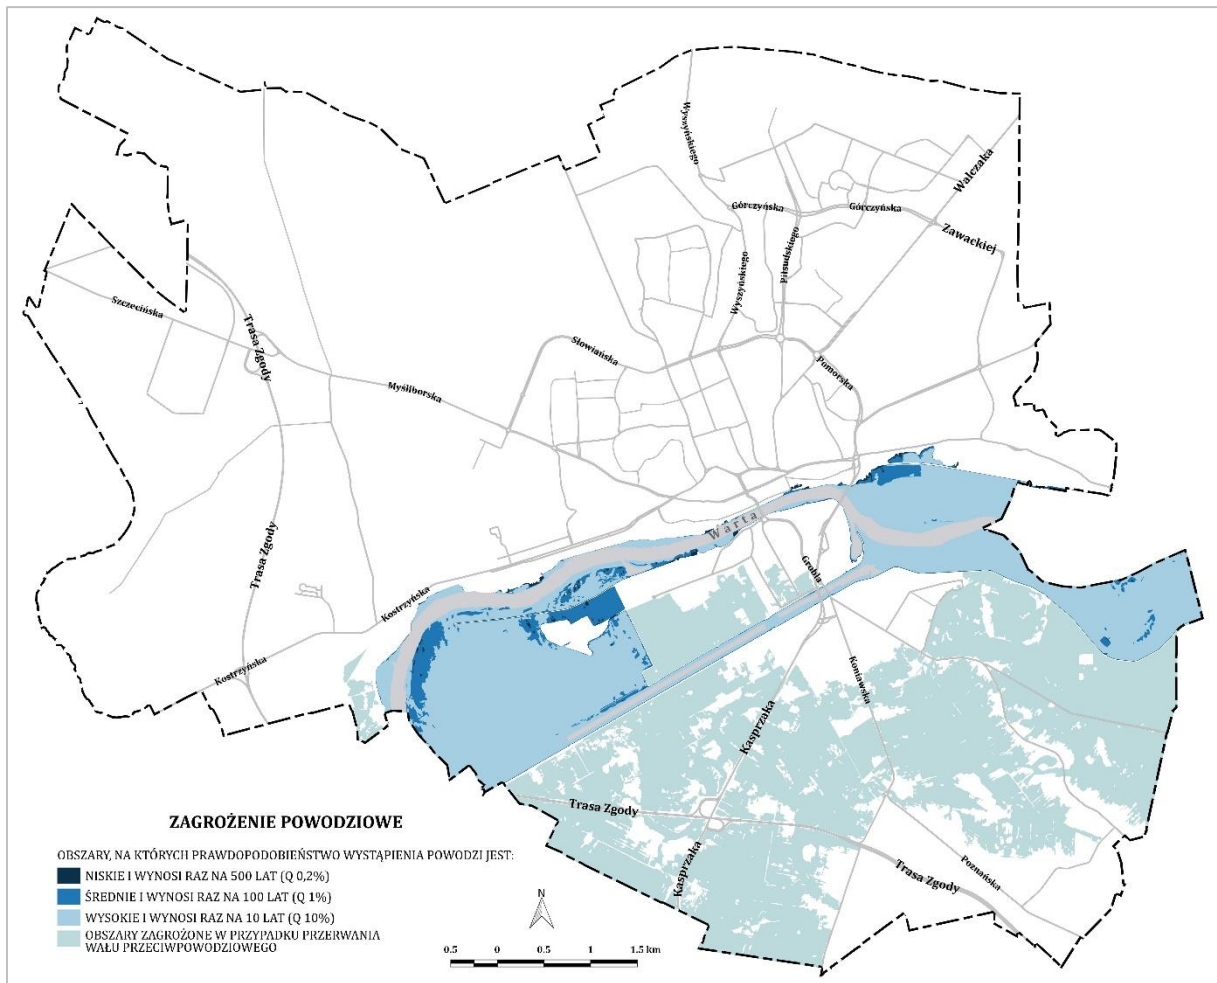 Wyszyńskiego
Walczaka
Górczyńska
Górczyńska
Zawackiej
Piłsudskiego
Wyszyńskiego
Szczecińska
Trasa Zgody
Słowiańska
Pomorska
Myśliborska
Warta
Trasa Zgody
Grobla
Kostrzyńska
Kostrzyńska
Koniawska
Kasprzaka
Trasa Zgody
Kasprzaka
Trasa Zgody
Poznańska
ZAGROŻENIE POWODZIOWE
OBSZARY, NA KTÓRYCH PRAWDOPODOBIEŃSTWO WYSTĄPIENIA POWODZI JEST:
NISKIE I WYNOSI RAZ NA 500 LAT (Q 0,2%)
ŚREDNIE I WYNOSI RAZ NA 100 LAT (Q 1%)
WYSOKIE I WYNOSI RAZ NA 10 LAT (Q 10%)
OBSZARY ZAGROŻONE W PRZYPADKU PRZERWANIA
WAŁU PRZECIWPOWODZIOWEGO
N
0.5 0 0.5 1 1.5 km